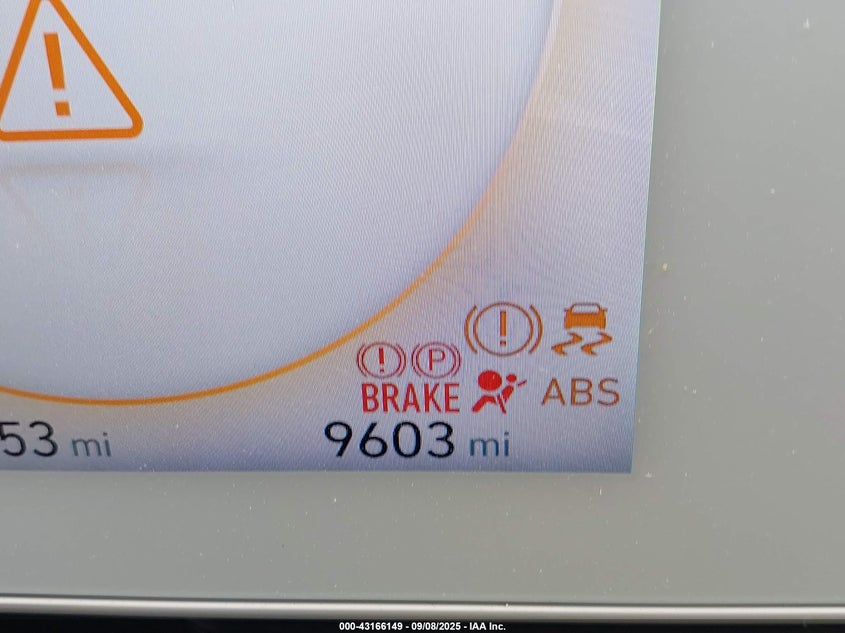 !
!
! P
BRAKE
ABS
53 mi
9603 mi
000-43166149 - 09/08/2025 - IAA Inc.